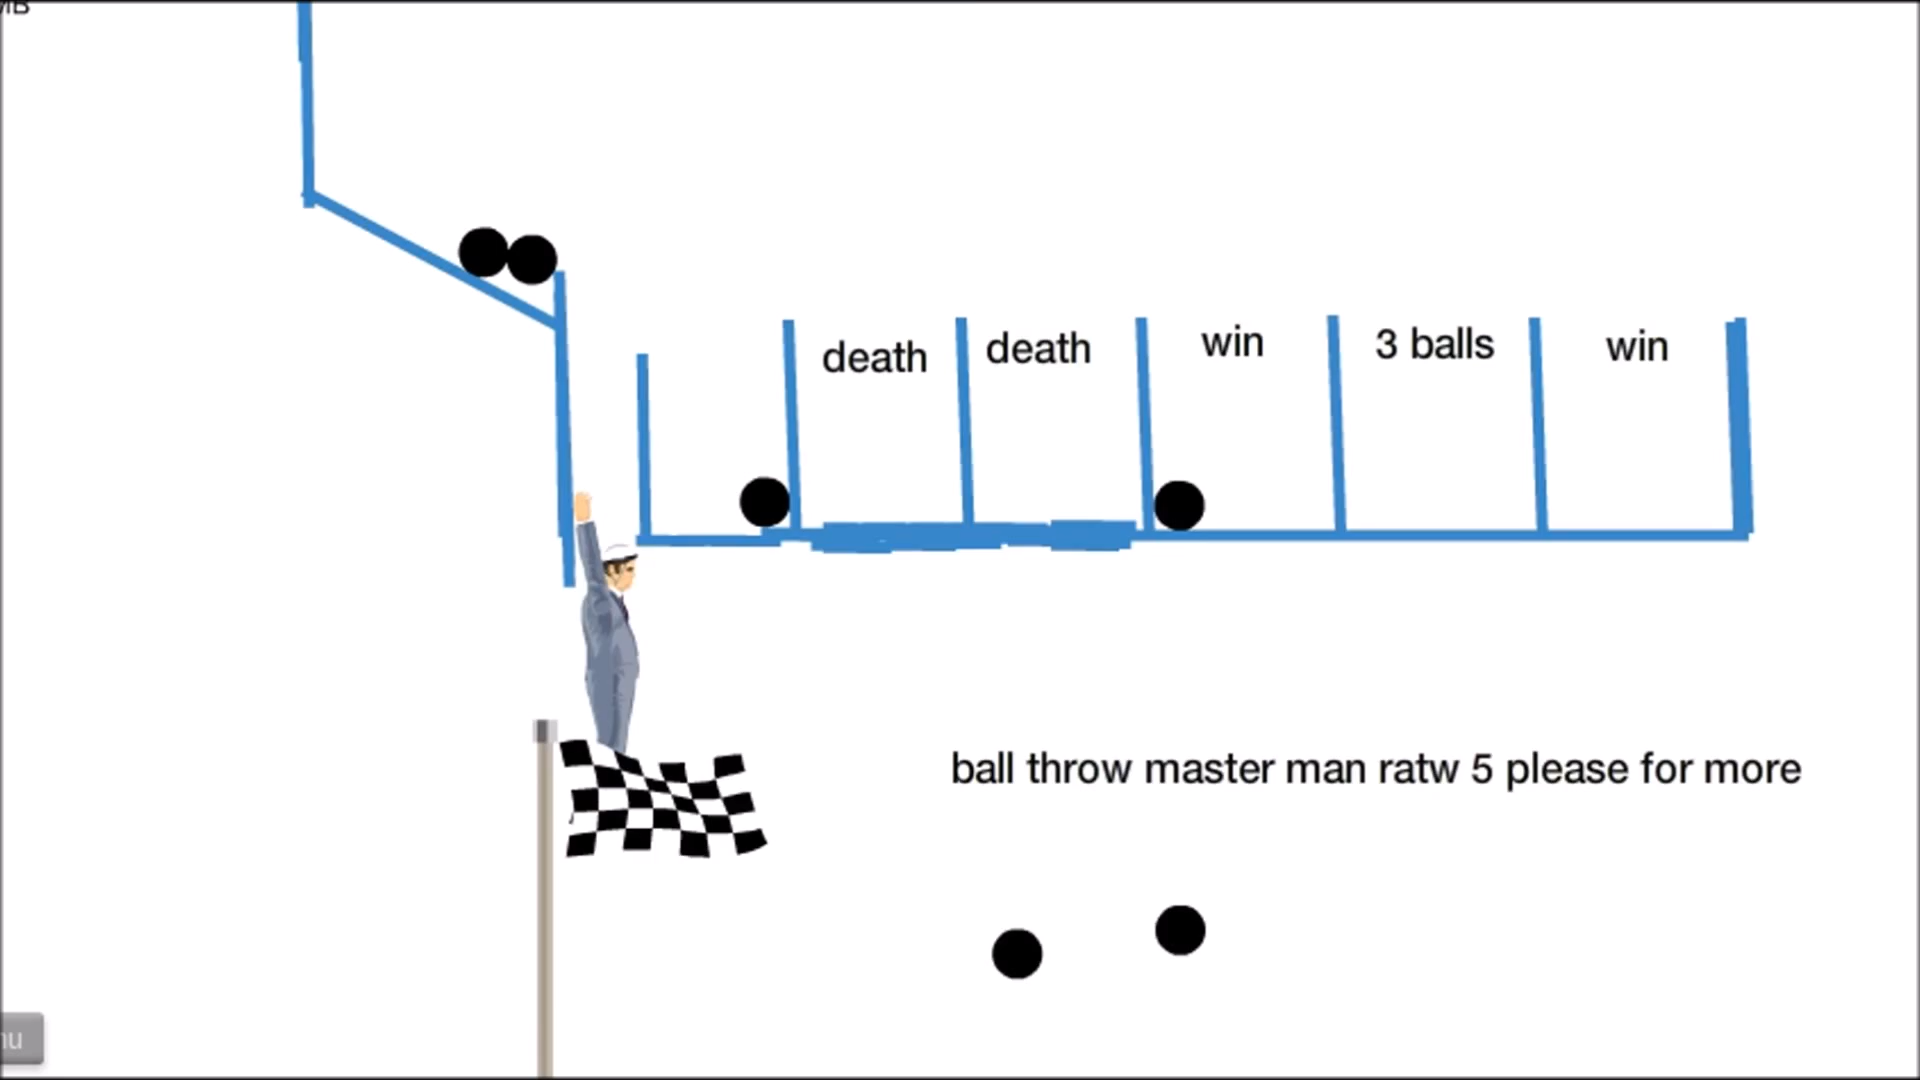 death
death
win
3 balls
win
ball throw master man ratw 5 please for more